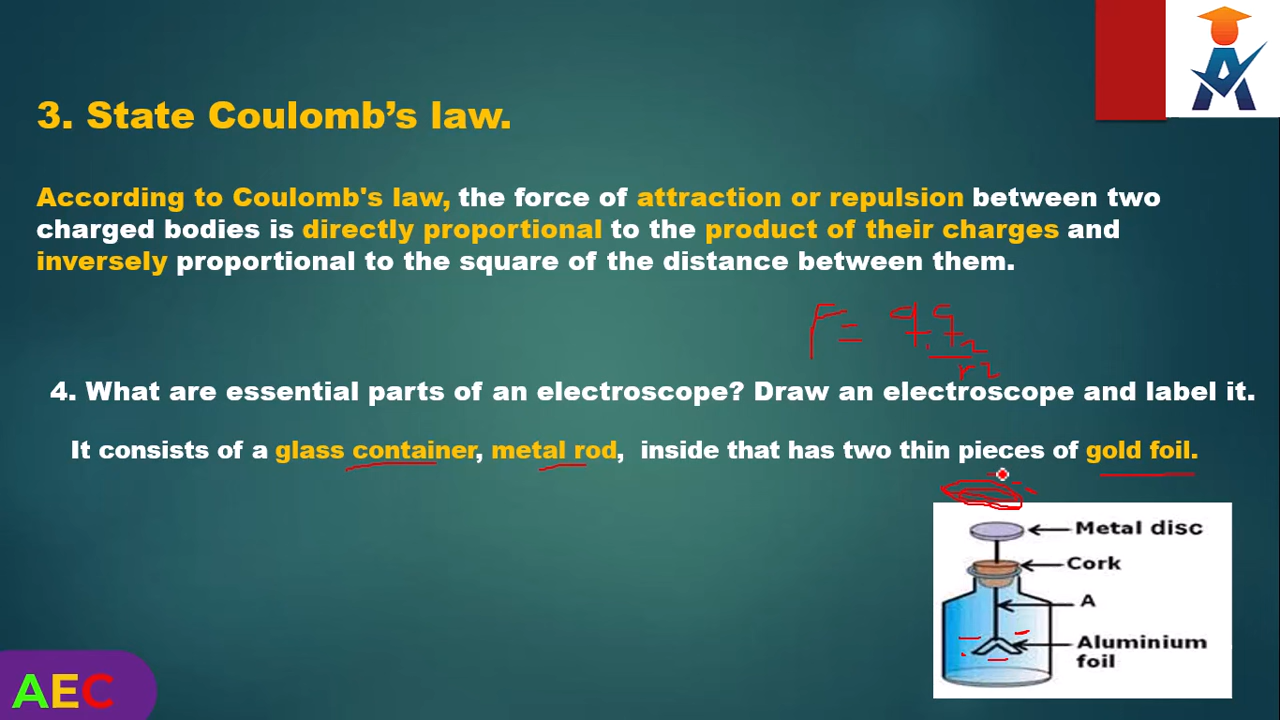 3. State Coulomb's law.
According to Coulomb's law, the force of attraction or repulsion between two
charged bodies is directly proportional to the product of their charges and
inversely proportional to the square of the distance between them.
F = q1q2
r2
4. What are essential parts of an electroscope? Draw an electroscope and label it.
It consists of a glass container, metal rod, inside that has two thin pieces of gold foil.
Metal disc
Cork
A
Aluminium
foil
AEC